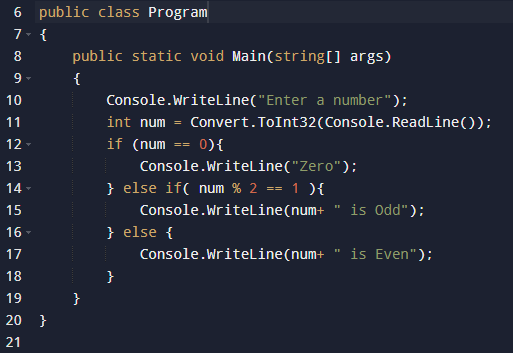 6 public class Program
7 {
8     public static void Main(string[] args)
9     {
10         Console.WriteLine("Enter a number");
11         int num = Convert.ToInt32(Console.ReadLine());
12         if (num == 0){
13             Console.WriteLine("Zero");
14         } else if( num % 2 == 1 ){
15             Console.WriteLine(num+ " is Odd");
16         } else {
17             Console.WriteLine(num+ " is Even");
18         }
19     }
20 }
21